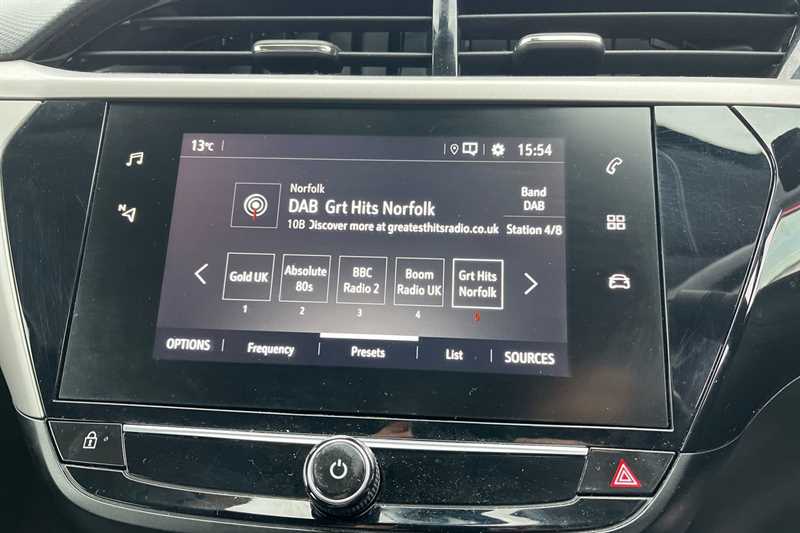 13°C
15:54
Norfolk
DAB Grt Hits Norfolk
10B Discover more at greatesthitsradio.co.uk
Band
DAB
Station 4/8
Gold UK
1
Absolute
80s
2
BBC
Radio 2
3
Boom
Radio UK
4
Grt Hits
Norfolk
5
OPTIONS
Frequency
Presets
List
SOURCES
N